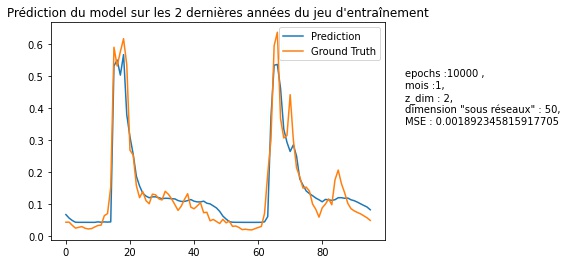 Prédiction du model sur les 2 dernières années du jeu d'entraînement
Prediction
Ground Truth
0.6
0.5
0.4
0.3
0.2
0.1
0.0
0
20
40
60
80
epochs :10000 ,
mois :1,
z_dim : 2,
dimension "sous réseaux" : 50,
MSE : 0.001892345815917705